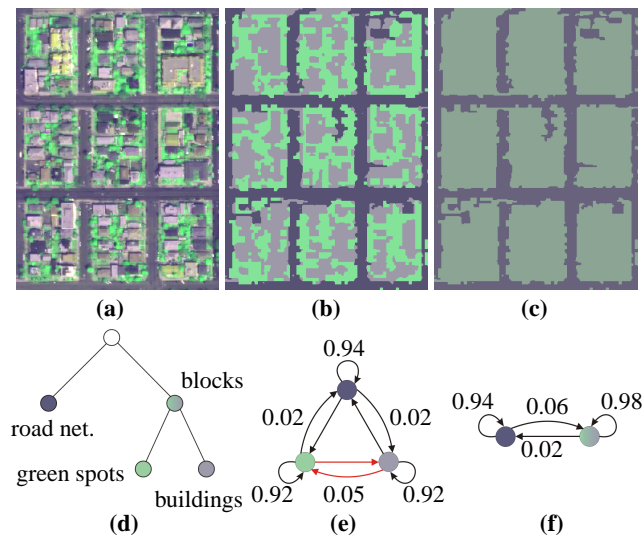 (a) (b) (c)
blocks
road net.
green spots
buildings
(d)
0.94
0.02 0.02
0.92 0.05 0.92
(e)
0.94 0.06 0.98
0.02
(f)